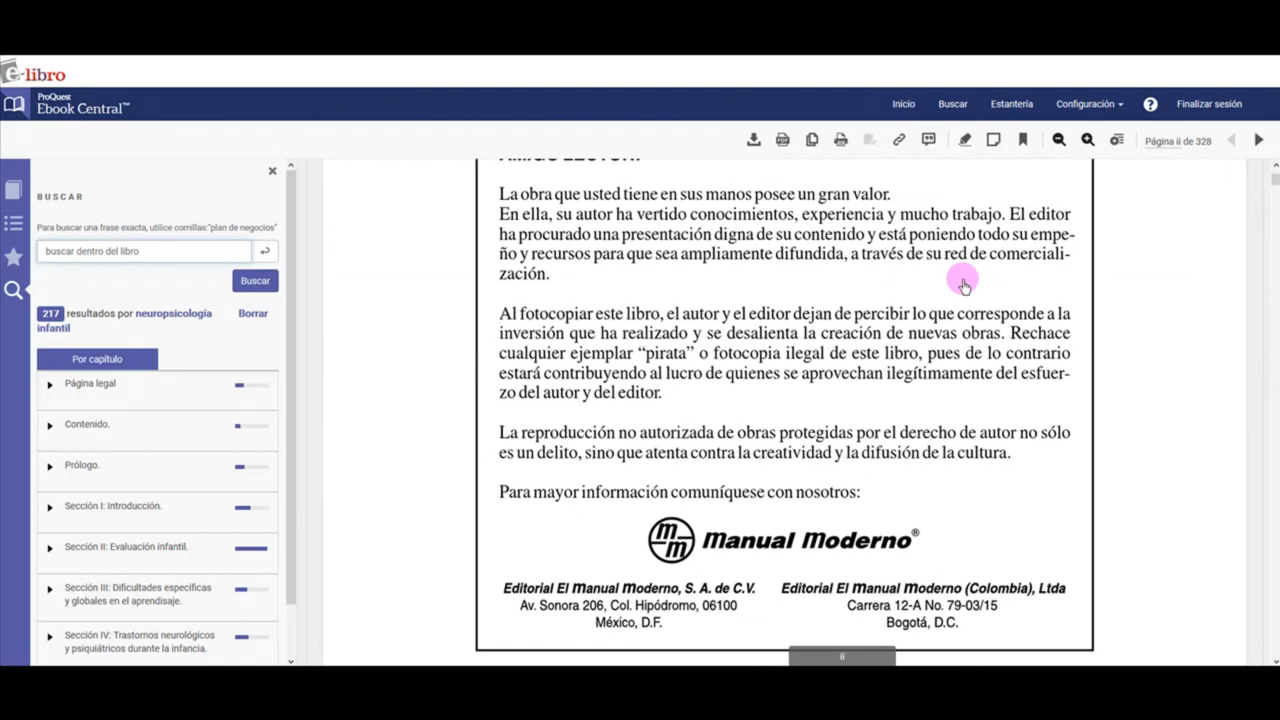 e-libro
ProQuest
Ebook Central™
Inicio
Buscar
Estantería
Configuración
?
Finalizar sesión
Página ii de 328
BUSCAR
Para buscar una frase exacta, utilice comillas:"plan de negocios"
buscar dentro del libro
Buscar
217 resultados por neuropsicología
infantil
Borrar
Por capítulo
Página legal
Contenido.
Prólogo.
Sección I: Introducción.
Sección II: Evaluación infantil.
Sección III: Dificultades específicas
y globales en el aprendisaje.
Sección IV: Trastornos neurológicos
y psiquiátricos durante la infancia.
La obra que usted tiene en sus manos posee un gran valor.
En ella, su autor ha vertido conocimientos, experiencia y mucho trabajo. El editor
ha procurado una presentación digna de su contenido y está poniendo todo su empe-
ño y recursos para que sea ampliamente difundida, a través de su red de comerciali-
zación.
Al fotocopiar este libro, el autor y el editor dejan de percibir lo que corresponde a la
inversión que ha realizado y se desalienta la creación de nuevas obras. Rechace
cualquier ejemplar “pirata” o fotocopia ilegal de este libro, pues de lo contrario
estará contribuyendo al lucro de quienes se aprovechan ilegítimamente del esfuer-
zo del autor y del editor.
La reproducción no autorizada de obras protegidas por el derecho de autor no sólo
es un delito, sino que atenta contra la creatividad y la difusión de la cultura.
Para mayor información comuníquese con nosotros:
mm Manual Moderno®
Editorial El Manual Moderno, S. A. de C.V.
Av. Sonora 206, Col. Hipódromo, 06100
México, D.F.
Editorial El Manual Moderno (Colombia), Ltda
Carrera 12-A No. 79-03/15
Bogotá, D.C.
ii